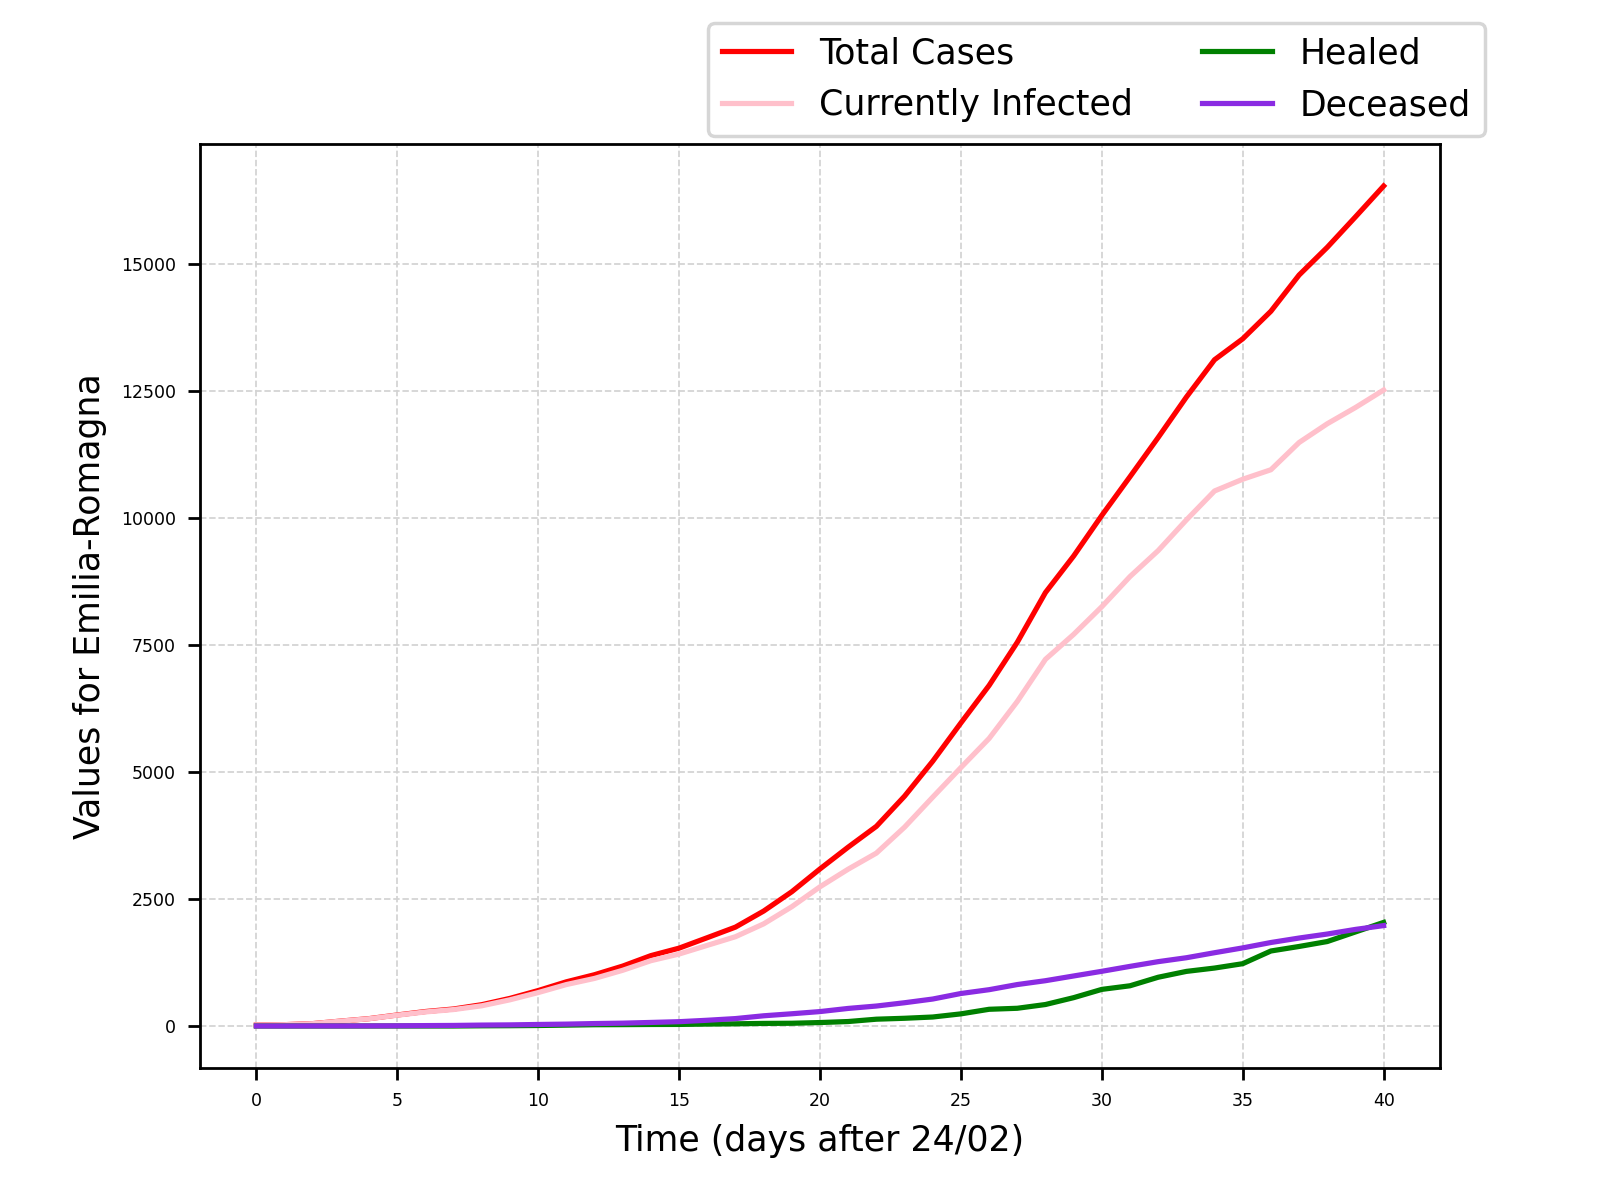 Total Cases
Currently Infected
Healed
Deceased
Values for Emilia-Romagna
15000
12500
10000
7500
5000
2500
0
0 5 10 15 20 25 30 35 40
Time (days after 24/02)